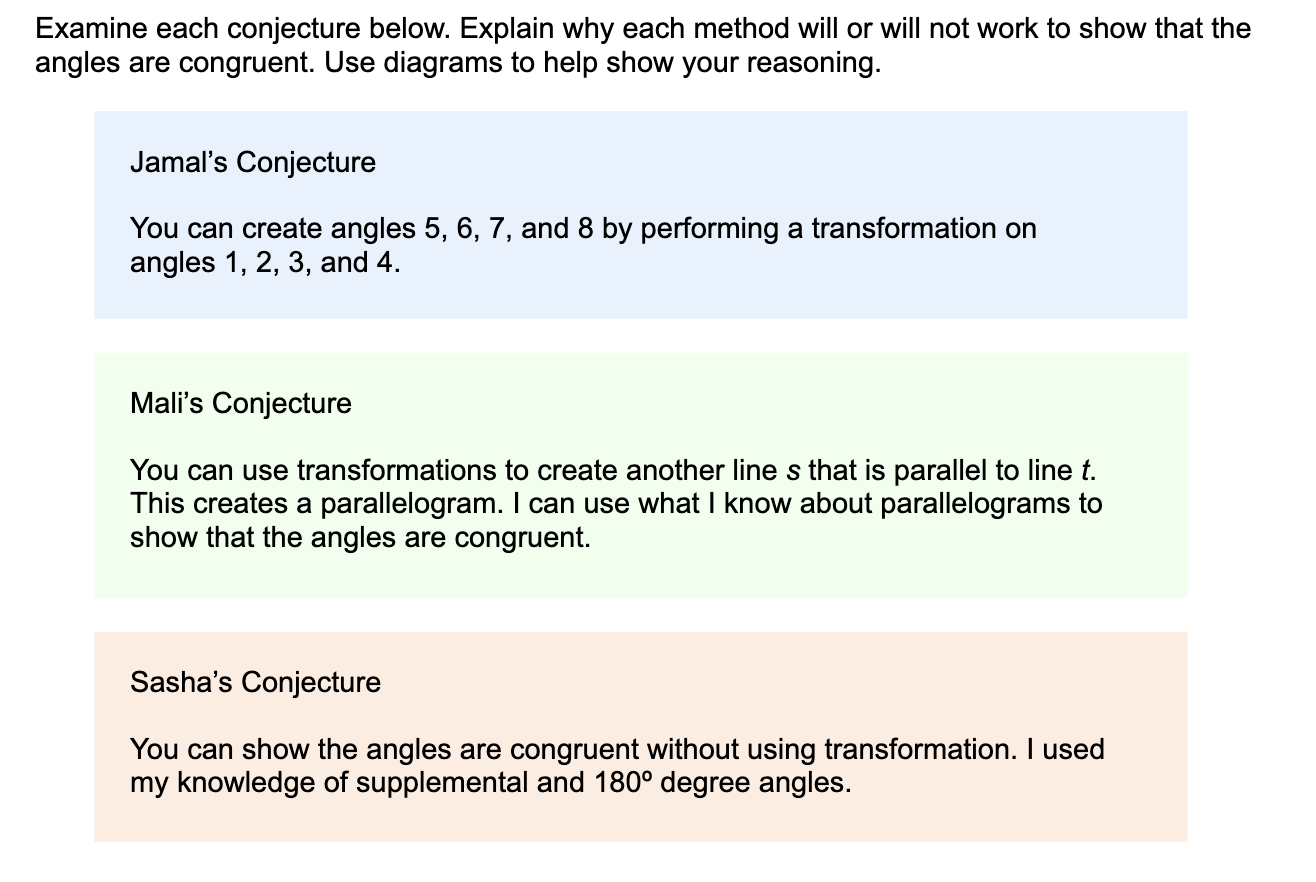 Examine each conjecture below. Explain why each method will or will not work to show that the
angles are congruent. Use diagrams to help show your reasoning.
Jamal’s Conjecture
You can create angles 5, 6, 7, and 8 by performing a transformation on
angles 1, 2, 3, and 4.
Mali’s Conjecture
You can use transformations to create another line s that is parallel to line t.
This creates a parallelogram. I can use what I know about parallelograms to
show that the angles are congruent.
Sasha’s Conjecture
You can show the angles are congruent without using transformation. I used
my knowledge of supplemental and 180º degree angles.